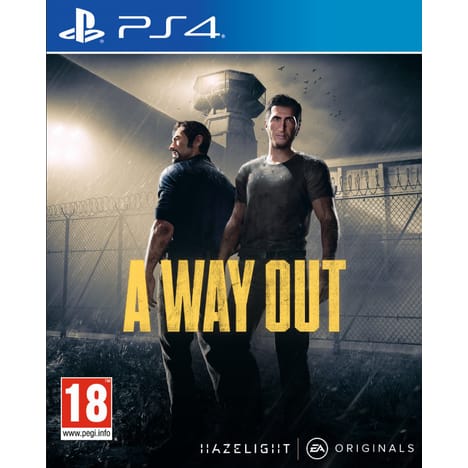 PS4
A WAY OUT
18
www.pegi.info
HAZELIGHT
EA ORIGINALS